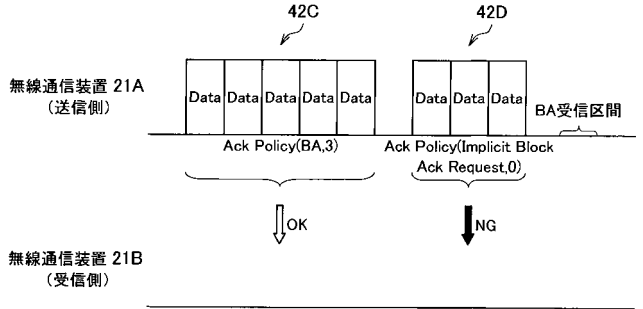 42C
42D
無線通信装置 21A
(送信側)
Data Data Data Data Data
Data Data Data
BA受信区間
Ack Policy(BA,3)
Ack Policy(Implicit Block
Ack Request,0)
OK
NG
無線通信装置 21B
(受信側)